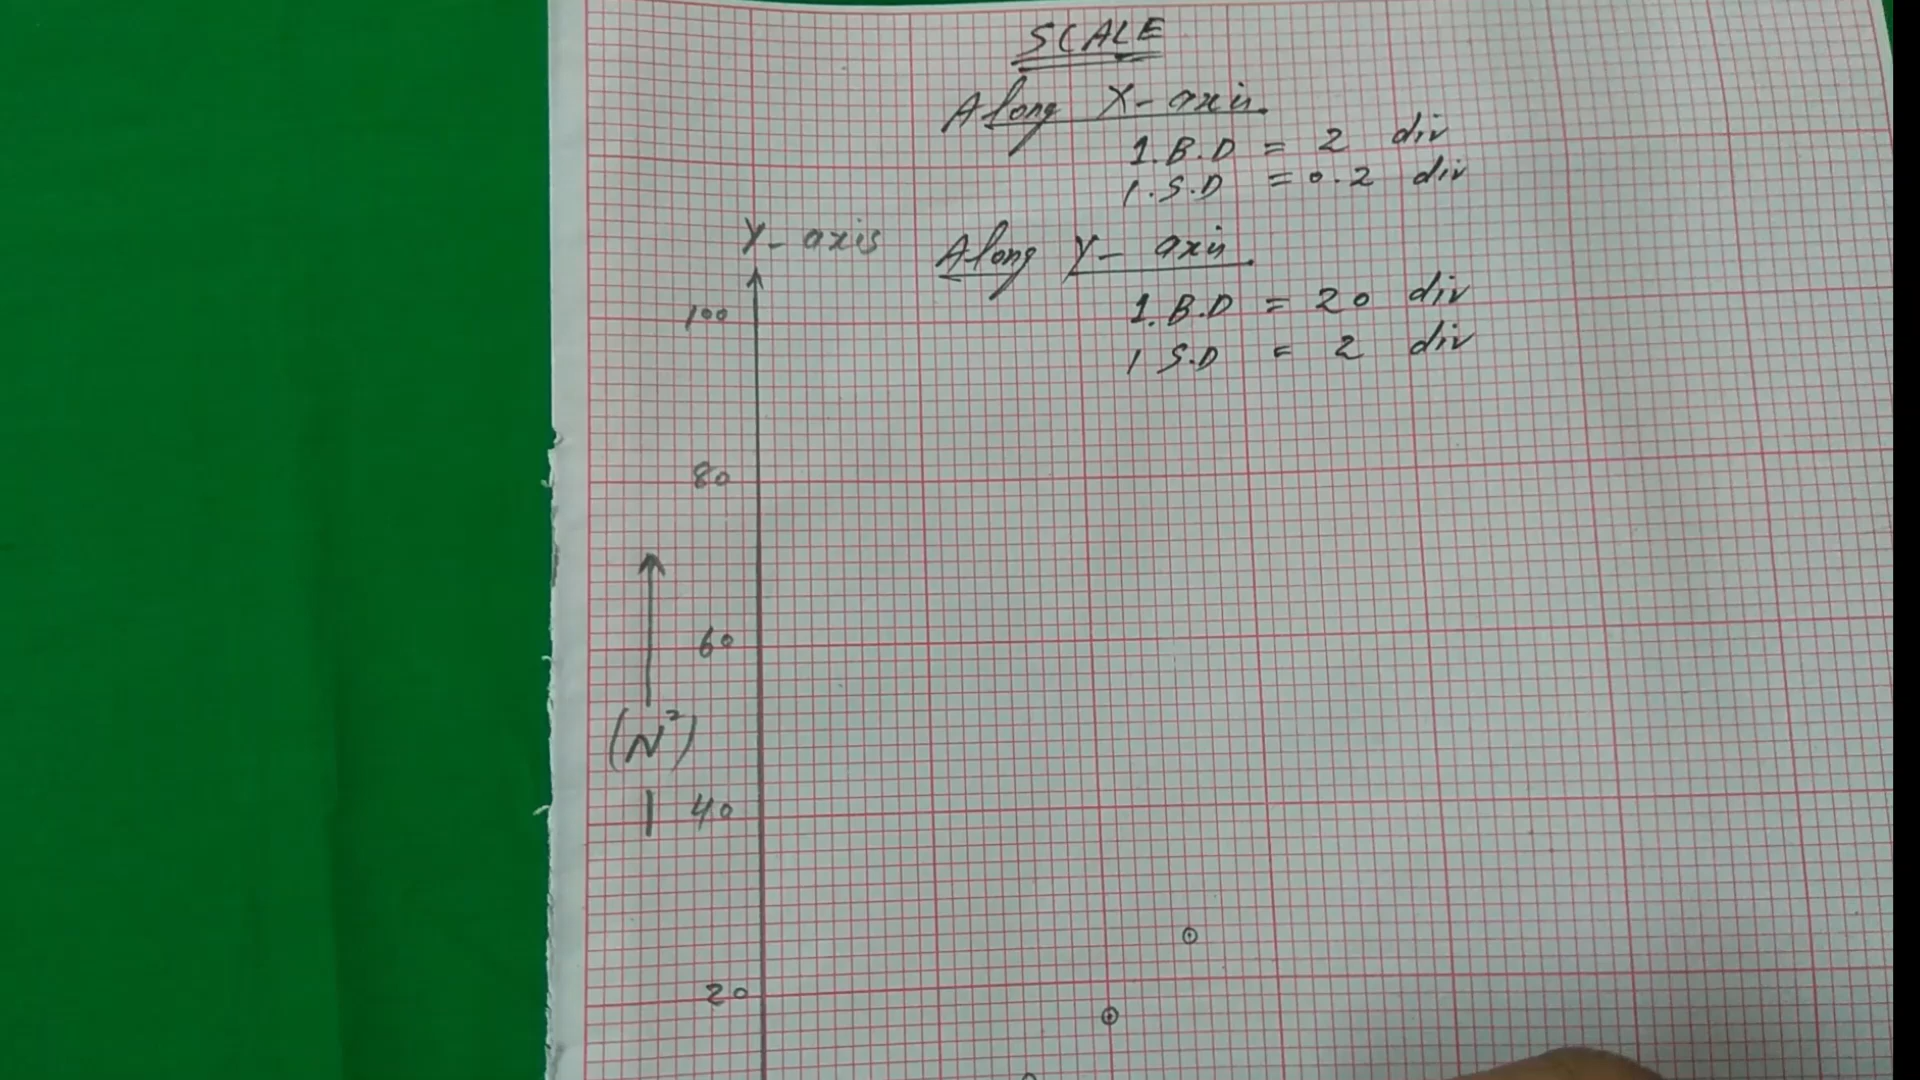 SCALE
Along X-axis
1.B.D = 2 div
1.S.D = 0.2 div
Y-axis
Along Y-axis
1.B.D = 20 div
1 S.D = 2 div
100
80
60
(N²)
40
20